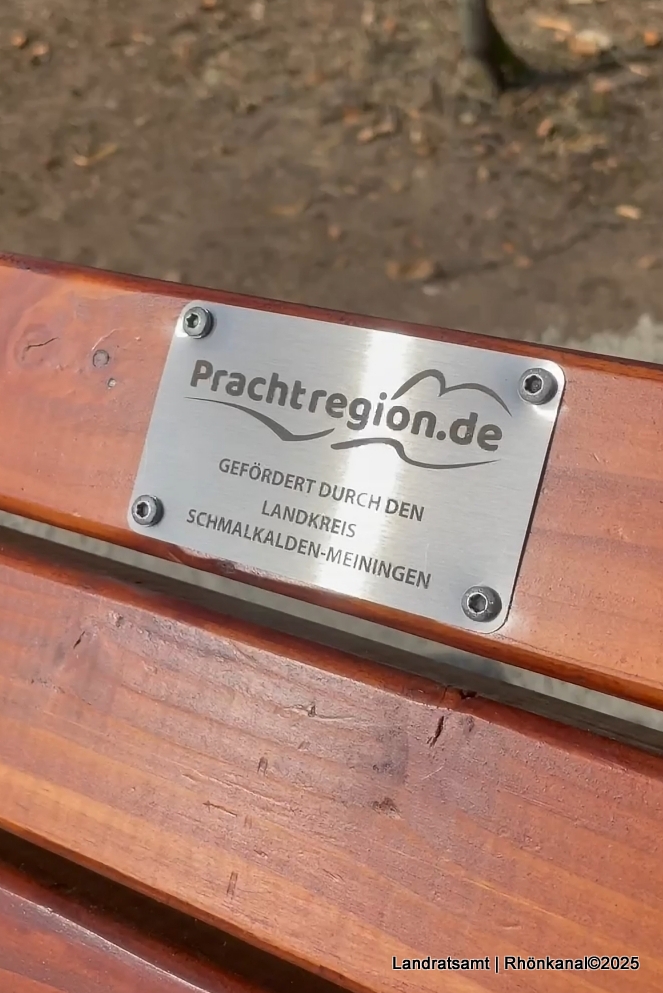 Prachtregion.de
GEFÖRDERT DURCH DEN
LANDKREIS
SCHMALKALDEN-MEININGEN
Landratsamt | Rhönkanal©2025